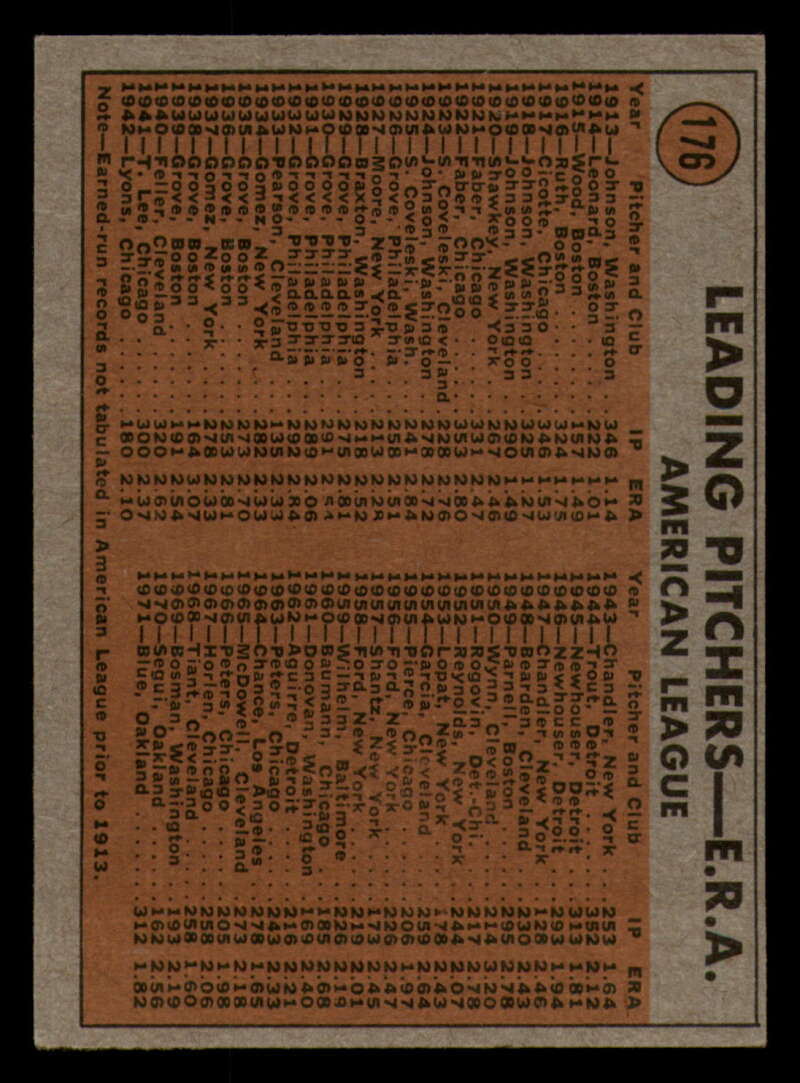 176
LEADING PITCHERS—E.R.A.
AMERICAN LEAGUE
Year Pitcher and Club IP ERA
1913—Johnson, Washington . 346 1.14
1914—Leonard, Boston . . . . . 222 1.01
1915—Wood, Boston . . . . . . . 157 1.49
1916—Ruth, Boston . . . . . . . 324 1.75
1917—Cicotte, Chicago . . . . . 346 1.53
1918—Johnson, Washington . . 325 1.27
1919—Johnson, Washington . . 290 1.49
1920—Shawkey, New York . . . 267 2.46
1921—Faber, Chicago . . . . . . 331 2.47
1922—Faber, Chicago . . . . . . 353 2.80
1923—S. Coveleski, Cleveland . 228 2.76
1924—Johnson, Washington . . 278 2.72
1925—S. Coveleski, Wash. . . . 241 2.84
1926—Grove, Philadelphia . . . 258 2.51
1927—Moore, New York . . . . 213 2.28
1928—Braxton, Washington . . 218 2.52
1929—Grove, Philadelphia . . . 275 2.81
1930—Grove, Philadelphia . . . 291 2.54
1931—Grove, Philadelphia . . . 289 2.06
1932—Grove, Philadelphia . . . 292 2.84
1933—Pearson, Cleveland . . . 135 2.33
1934—Gomez, New York . . . . 282 2.33
1935—Grove, Boston . . . . . . 273 2.70
1936—Grove, Boston . . . . . . 253 2.81
1937—Gomez, New York . . . . 278 2.33
1938—Grove, Boston . . . . . . 164 3.07
1939—Grove, Boston . . . . . . 191 2.54
1940—Feller, Cleveland . . . . 320 2.62
1941—T. Lee, Chicago . . . . . 300 2.37
1942—Lyons, Chicago . . . . . 180 2.10
Year Pitcher and Club IP ERA
1943—Chandler, New York . . . 253 1.64
1944—Trout, Detroit . . . . . . 352 2.12
1945—Newhouser, Detroit . . . 313 1.81
1946—Newhouser, Detroit . . . 293 1.94
1947—Chandler, New York . . . 128 2.46
1948—Bearden, Cleveland . . . 230 2.43
1949—Parnell, Boston . . . . . 295 2.78
1950—Wynn, Cleveland . . . . 214 3.20
1951—Rogovin, Det.-Chi. . . . 217 2.78
1952—Reynolds, New York . . . 244 2.07
1953—Lopat, New York . . . . 178 2.43
1954—Garcia, Cleveland . . . . 259 2.64
1955—Pierce, Chicago . . . . . 206 1.97
1956—Ford, New York . . . . . 226 2.47
1957—Shantz, New York . . . . 173 2.45
1958—Ford, New York . . . . . 219 2.01
1959—Wilhelm, Baltimore . . . 226 2.19
1960—Baumann, Chicago . . . . 185 2.68
1961—Donovan, Washington . . 169 2.40
1962—Aguirre, Detroit . . . . . 216 2.21
1963—Peters, Chicago . . . . . 243 2.33
1964—Chance, Los Angeles . . 278 1.65
1965—McDowell, Cleveland . . 273 2.18
1966—Peters, Chicago . . . . . 205 1.98
1967—Horlen, Chicago . . . . . 258 2.06
1968—Tiant, Cleveland . . . . 258 1.60
1969—Bosman, Washington . . . 193 2.19
1970—Segui, Oakland . . . . . 162 2.56
1971—Blue, Oakland . . . . . . 312 1.82
Note—Earned-run records not tabulated in American League prior to 1913.